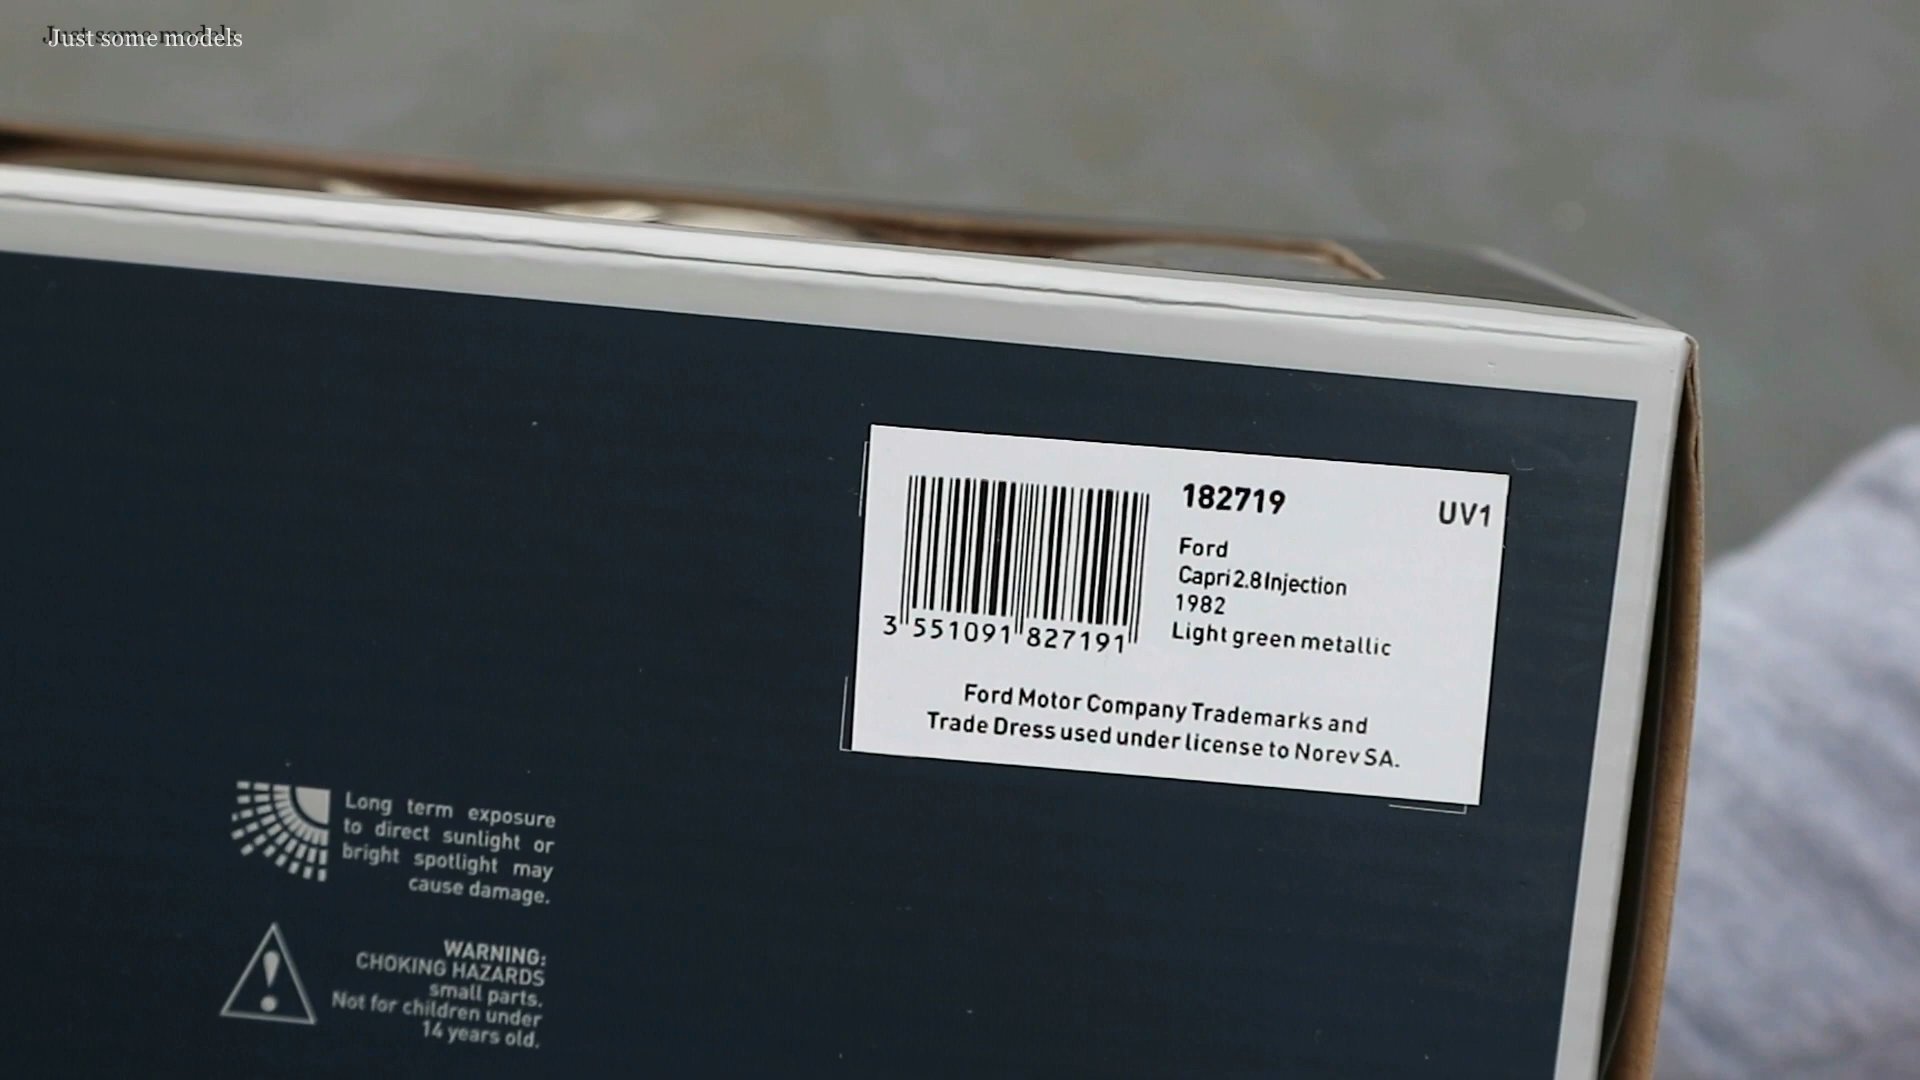 Just some models
182719 UV1
Ford
Capri 2.8 Injection
1982
Light green metallic
3 551091 827191
Ford Motor Company Trademarks and
Trade Dress used under license to Norev SA.
Long term exposure
to direct sunlight or
bright spotlight may
cause damage.
WARNING:
CHOKING HAZARDS
small parts.
Not for children under
14 years old.